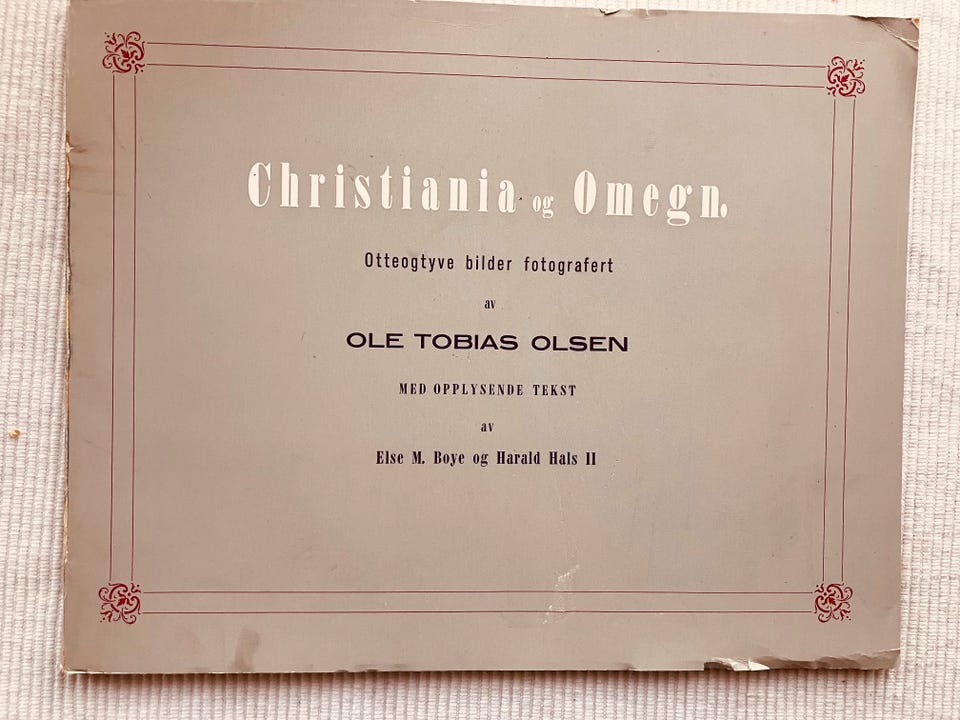 Christiania og Omegn.
Otteogtyve bilder fotografert
av
OLE TOBIAS OLSEN
MED OPPLYSENDE TEKST
av
Else M. Boye og Harald Hals II